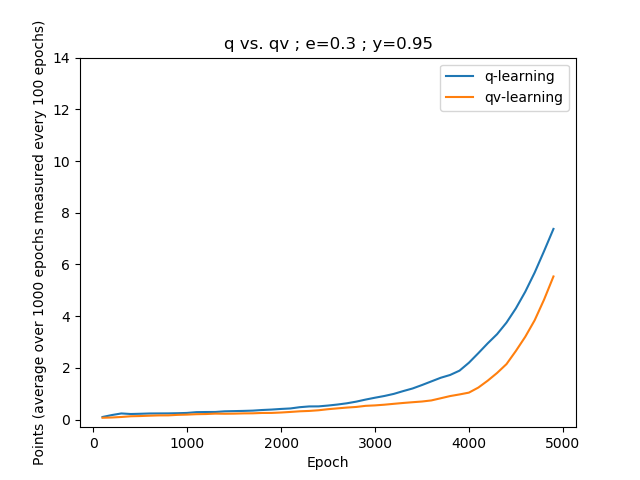 q vs. qv ; e=0.3 ; y=0.95
Points (average over 1000 epochs measured every 100 epochs)
14
12
10
8
6
4
2
0
q-learning
qv-learning
0 1000 2000 3000 4000 5000
Epoch